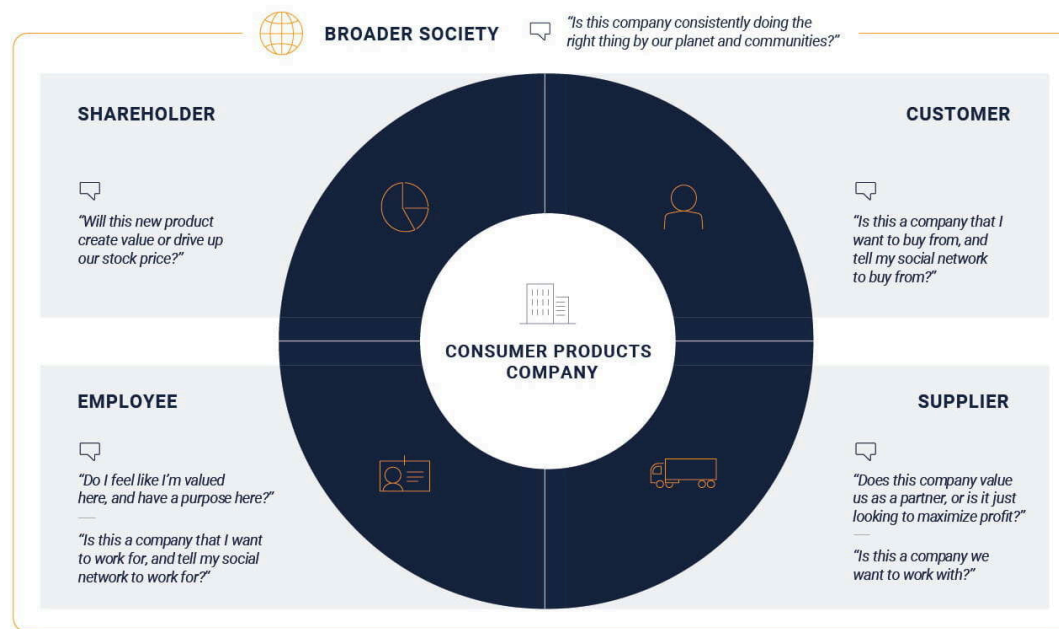 BROADER SOCIETY
“Is this company consistently doing the
right thing by our planet and communities?”
SHAREHOLDER
“Will this new product
create value or drive up
our stock price?”
CUSTOMER
“Is this a company that I
want to buy from, and
tell my social network
to buy from?”
CONSUMER PRODUCTS
COMPANY
EMPLOYEE
“Do I feel like I’m valued
here, and have a purpose here?”
“Is this a company that I want
to work for, and tell my social
network to work for?“
SUPPLIER
“Does this company value
us as a partner, or is it just
looking to maximize profit?”
“Is this a company we
want to work with?”